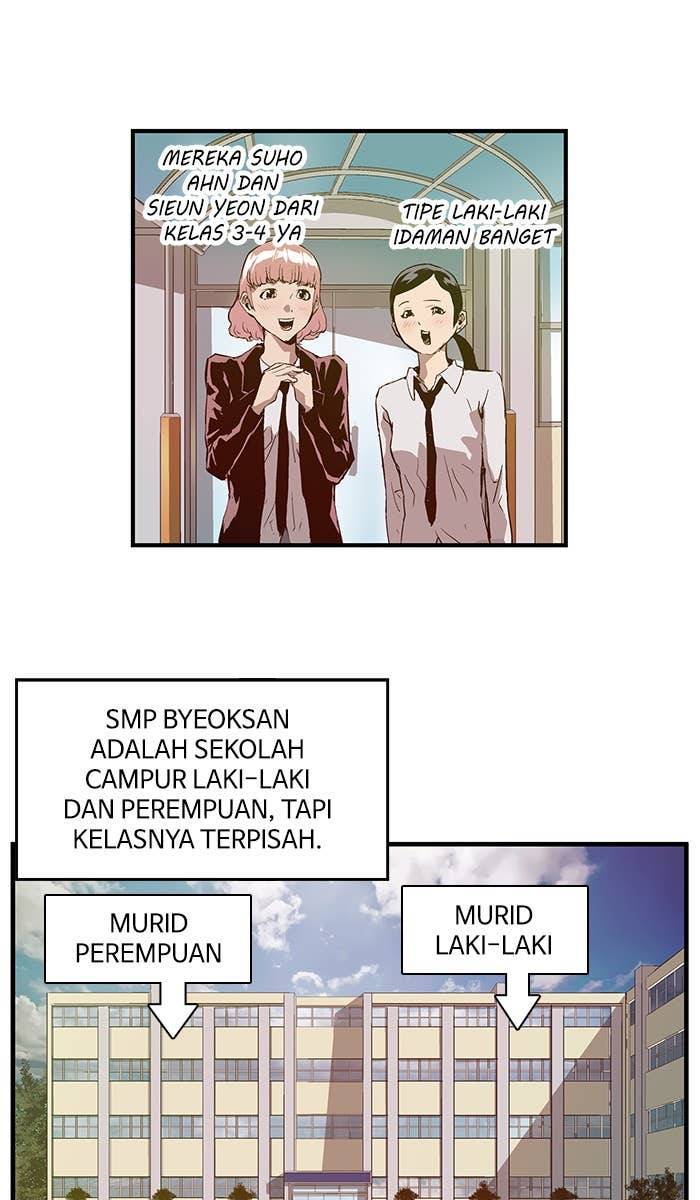 MEREKA SUHO
AHN DAN
SIEUN YEON DARI
KELAS 3-4 YA
TIPE LAKI-LAKI
IDAMAN BANGET
SMP BYEOKSAN
ADALAH SEKOLAH
CAMPUR LAKI-LAKI
DAN PEREMPUAN, TAPI
KELASNYA TERPISAH.
MURID
PEREMPUAN
MURID
LAKI-LAKI